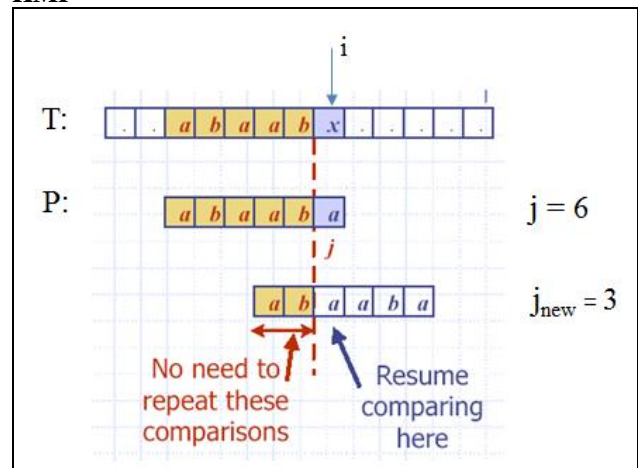 KMP
i
T: . . a b a a b x . . . . .
P: a b a a b a j = 6
j
a b a a b a jnew = 3
No need to
repeat these
comparisons
Resume
comparing
here